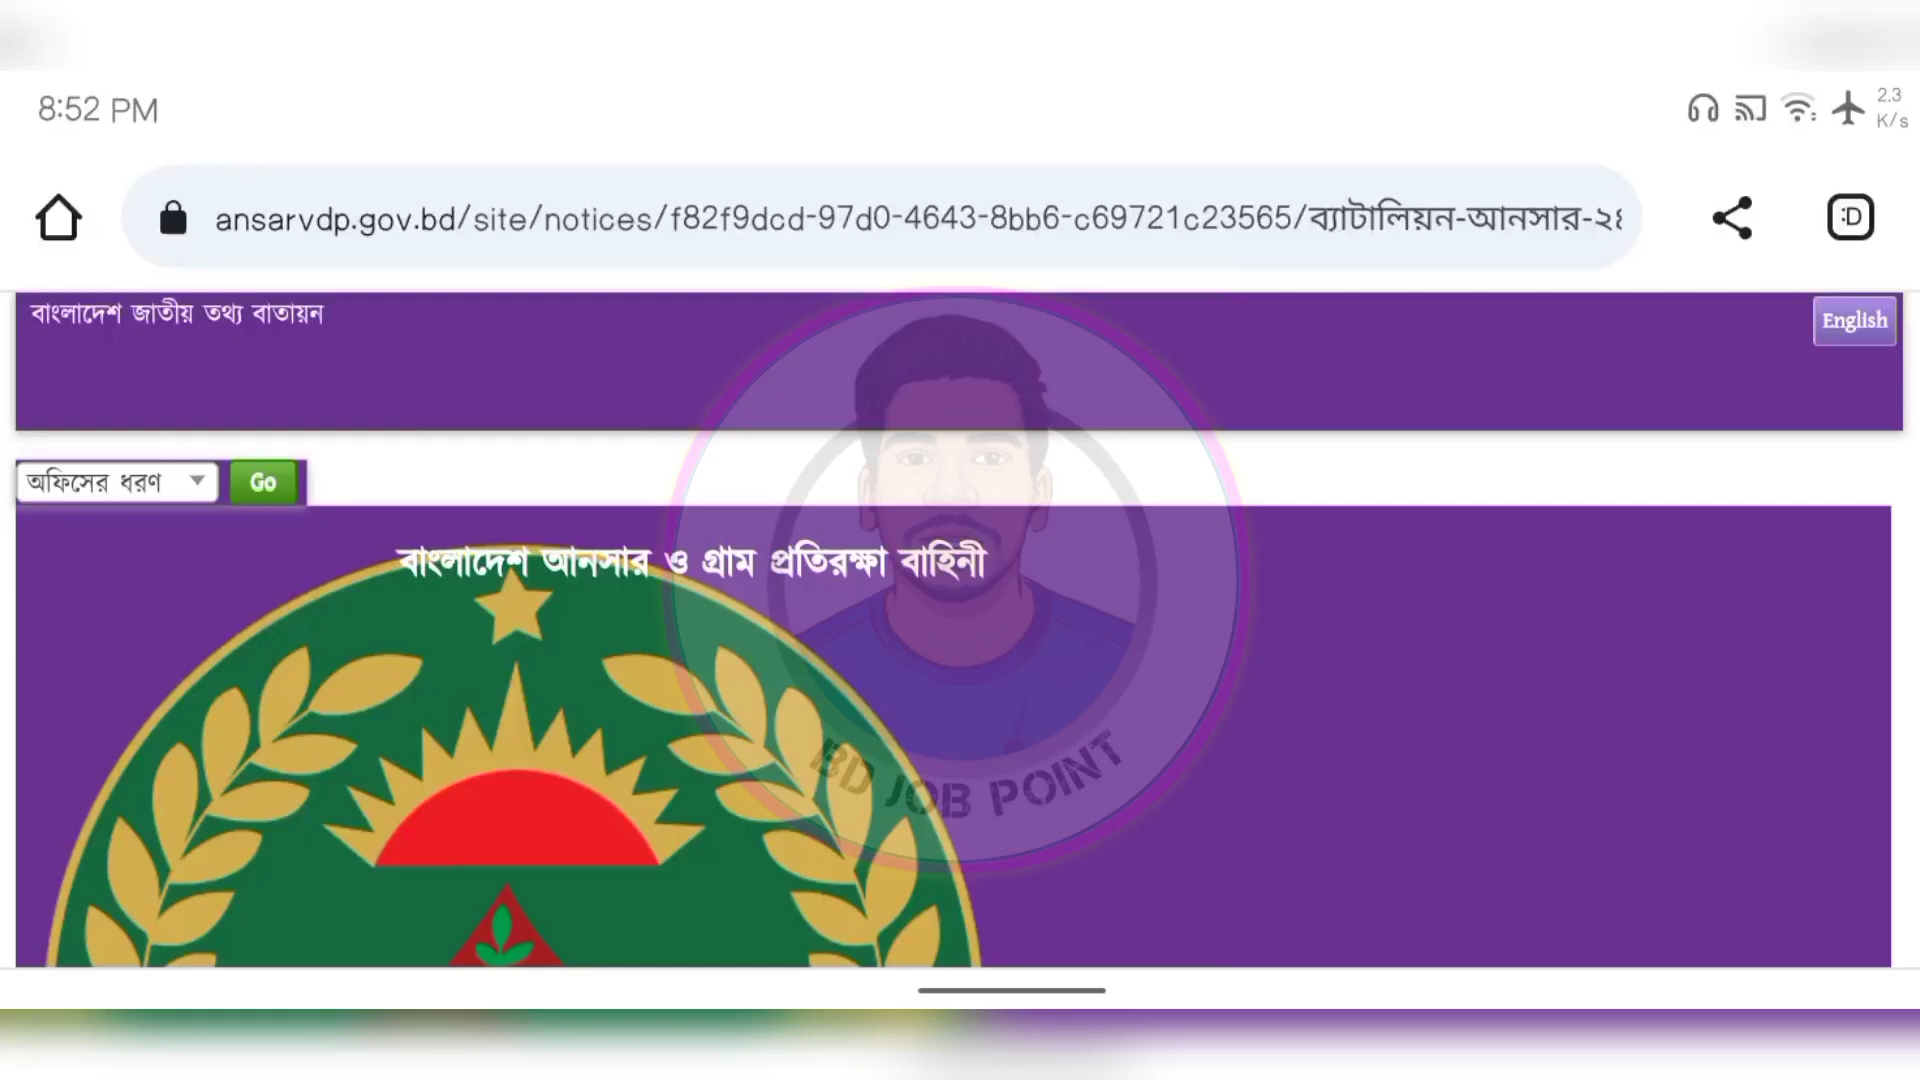 8:52 PM
2.3
K/s
ansarvdp.gov.bd/site/notices/f82f9dcd-97d0-4643-8bb6-c69721c23565/ব্যাটালিয়ন-আনসার-২৪
:D
বাংলাদেশ জাতীয় তথ্য বাতায়ন
English
অফিসের ধরণ
Go
বাংলাদেশ আনসার ও গ্রাম প্রতিরক্ষা বাহিনী
BD JOB POINT